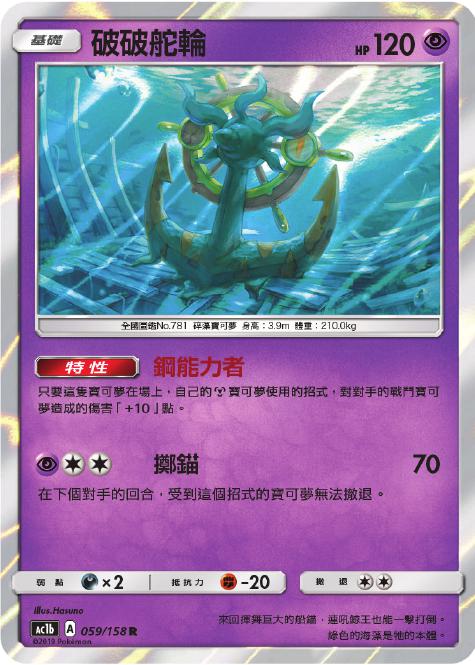 基礎 破破舵輪 HP 120
全國圖鑑No.781 碎藻寶可夢 身高：3.9m 體重：210.0kg
特性 鋼能力者
只要這隻寶可夢在場上，自己的寶可夢使用的招式，對對手的戰鬥寶可
夢造成的傷害「+10」點。
擲錨 70
在下個對手的回合，受到這個招式的寶可夢無法撤退。
弱點 ×2 抵抗力 -20 撤退
Illus.Hasuno
AC1b A 059/158 R
©2019 Pokémon
來回揮舞巨大的船錨，連吼鯨王也能一擊打倒。
綠色的海藻是牠的本體。